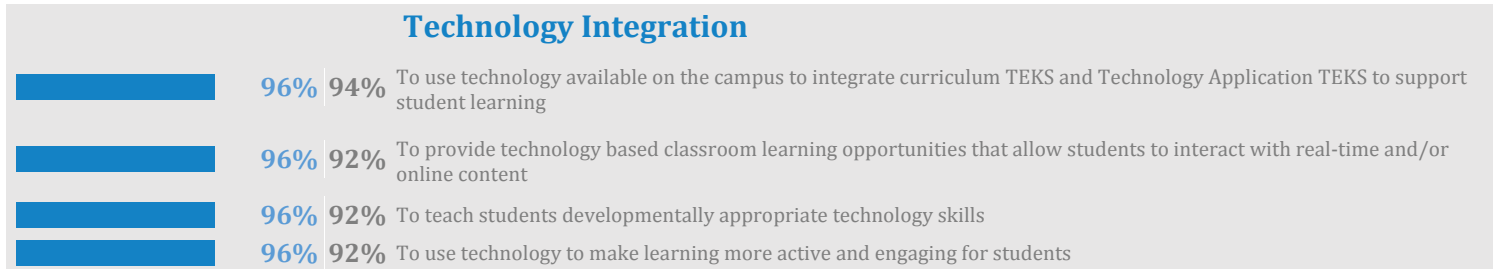 Technology Integration
96% 94% To use technology available on the campus to integrate curriculum TEKS and Technology Application TEKS to support
student learning
96% 92% To provide technology based classroom learning opportunities that allow students to interact with real-time and/or
online content
96% 92% To teach students developmentally appropriate technology skills
96% 92% To use technology to make learning more active and engaging for students